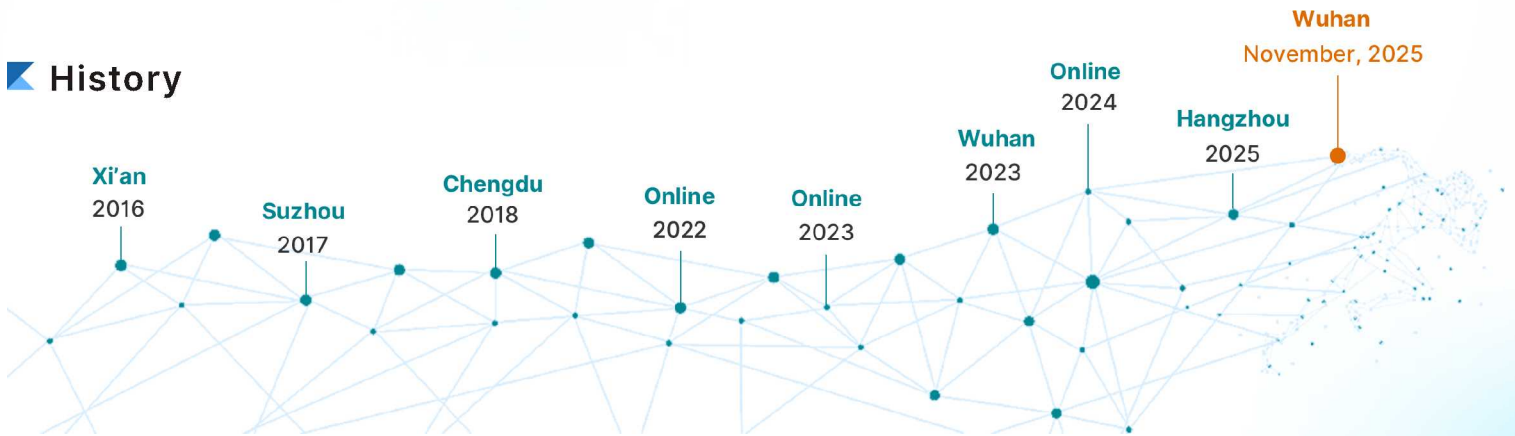 History
Xi’an
2016
Suzhou
2017
Chengdu
2018
Online
2022
Online
2023
Wuhan
2023
Online
2024
Hangzhou
2025
Wuhan
November, 2025